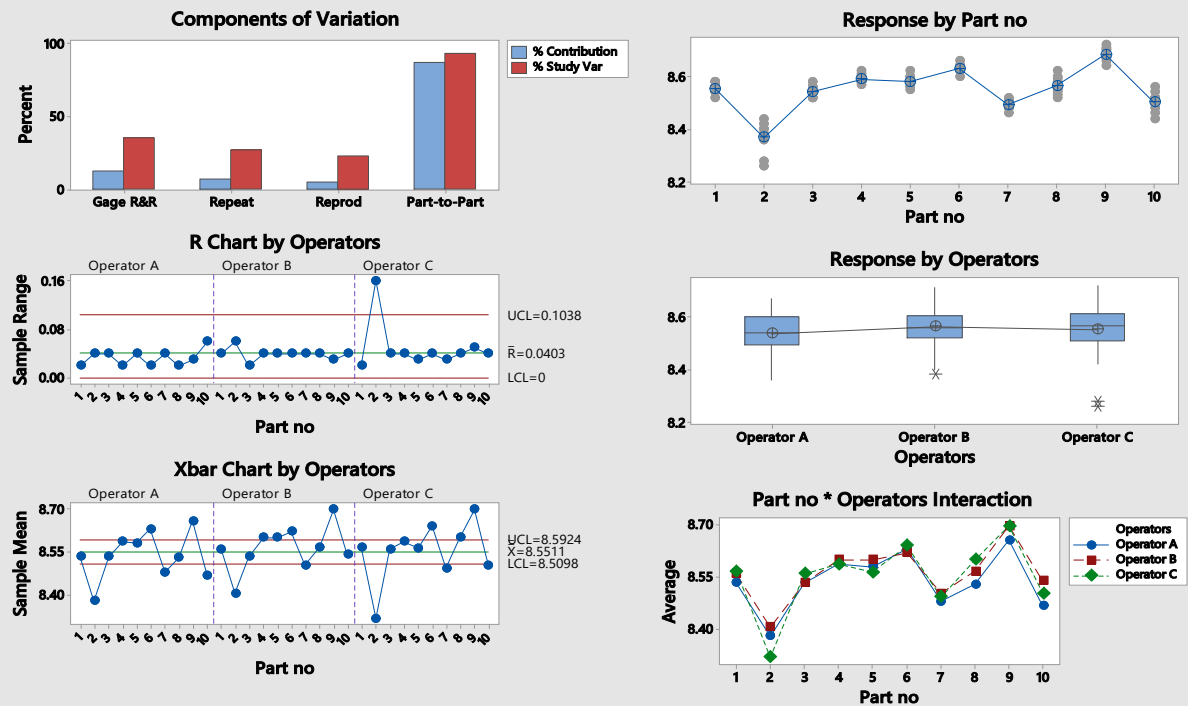 Components of Variation
100
50
0
Percent
Gage R&R Repeat Reprod Part-to-Part
% Contribution
% Study Var
R Chart by Operators
Operator A Operator B Operator C
0.16
0.08
0.00
Sample Range
UCL=0.1038
R̅=0.0403
LCL=0
1 2 3 4 5 6 7 8 9 10 1 2 3 4 5 6 7 8 9 10 1 2 3 4 5 6 7 8 9 10
Part no
Xbar Chart by Operators
Operator A Operator B Operator C
8.70
8.55
8.40
Sample Mean
UCL=8.5924
X̿=8.5511
LCL=8.5098
1 2 3 4 5 6 7 8 9 10 1 2 3 4 5 6 7 8 9 10 1 2 3 4 5 6 7 8 9 10
Part no
Response by Part no
8.6
8.4
8.2
1 2 3 4 5 6 7 8 9 10
Part no
Response by Operators
8.6
8.4
8.2
Operator A Operator B Operator C
Operators
Part no * Operators Interaction
8.70
8.55
8.40
Average
1 2 3 4 5 6 7 8 9 10
Part no
Operators
Operator A
Operator B
Operator C